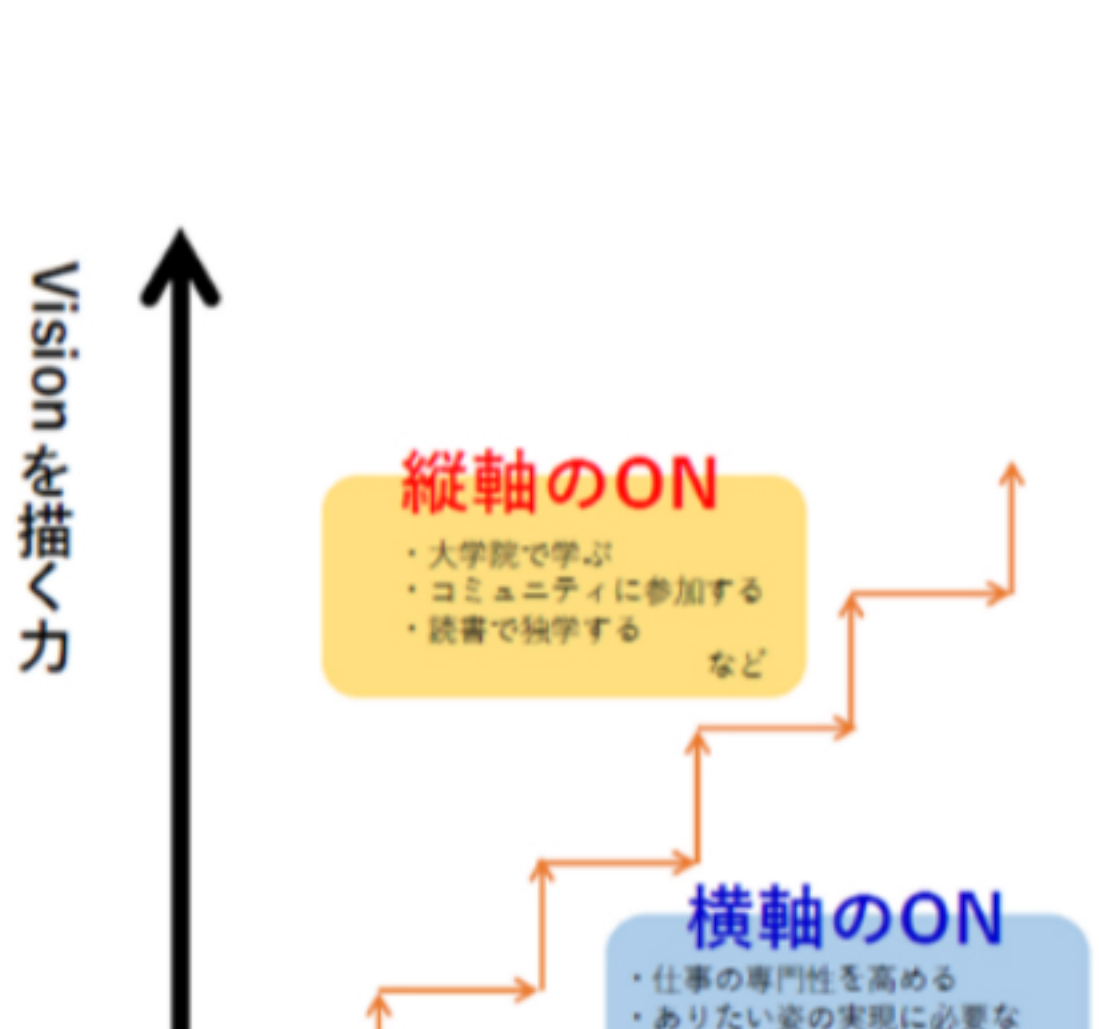 Visionを描く力
縦軸のON
・大学院で学ぶ
・コミュニティに参加する
・読書で独学する
など
横軸のON
・仕事の専門性を高める
・ありたい姿の実現に必要な